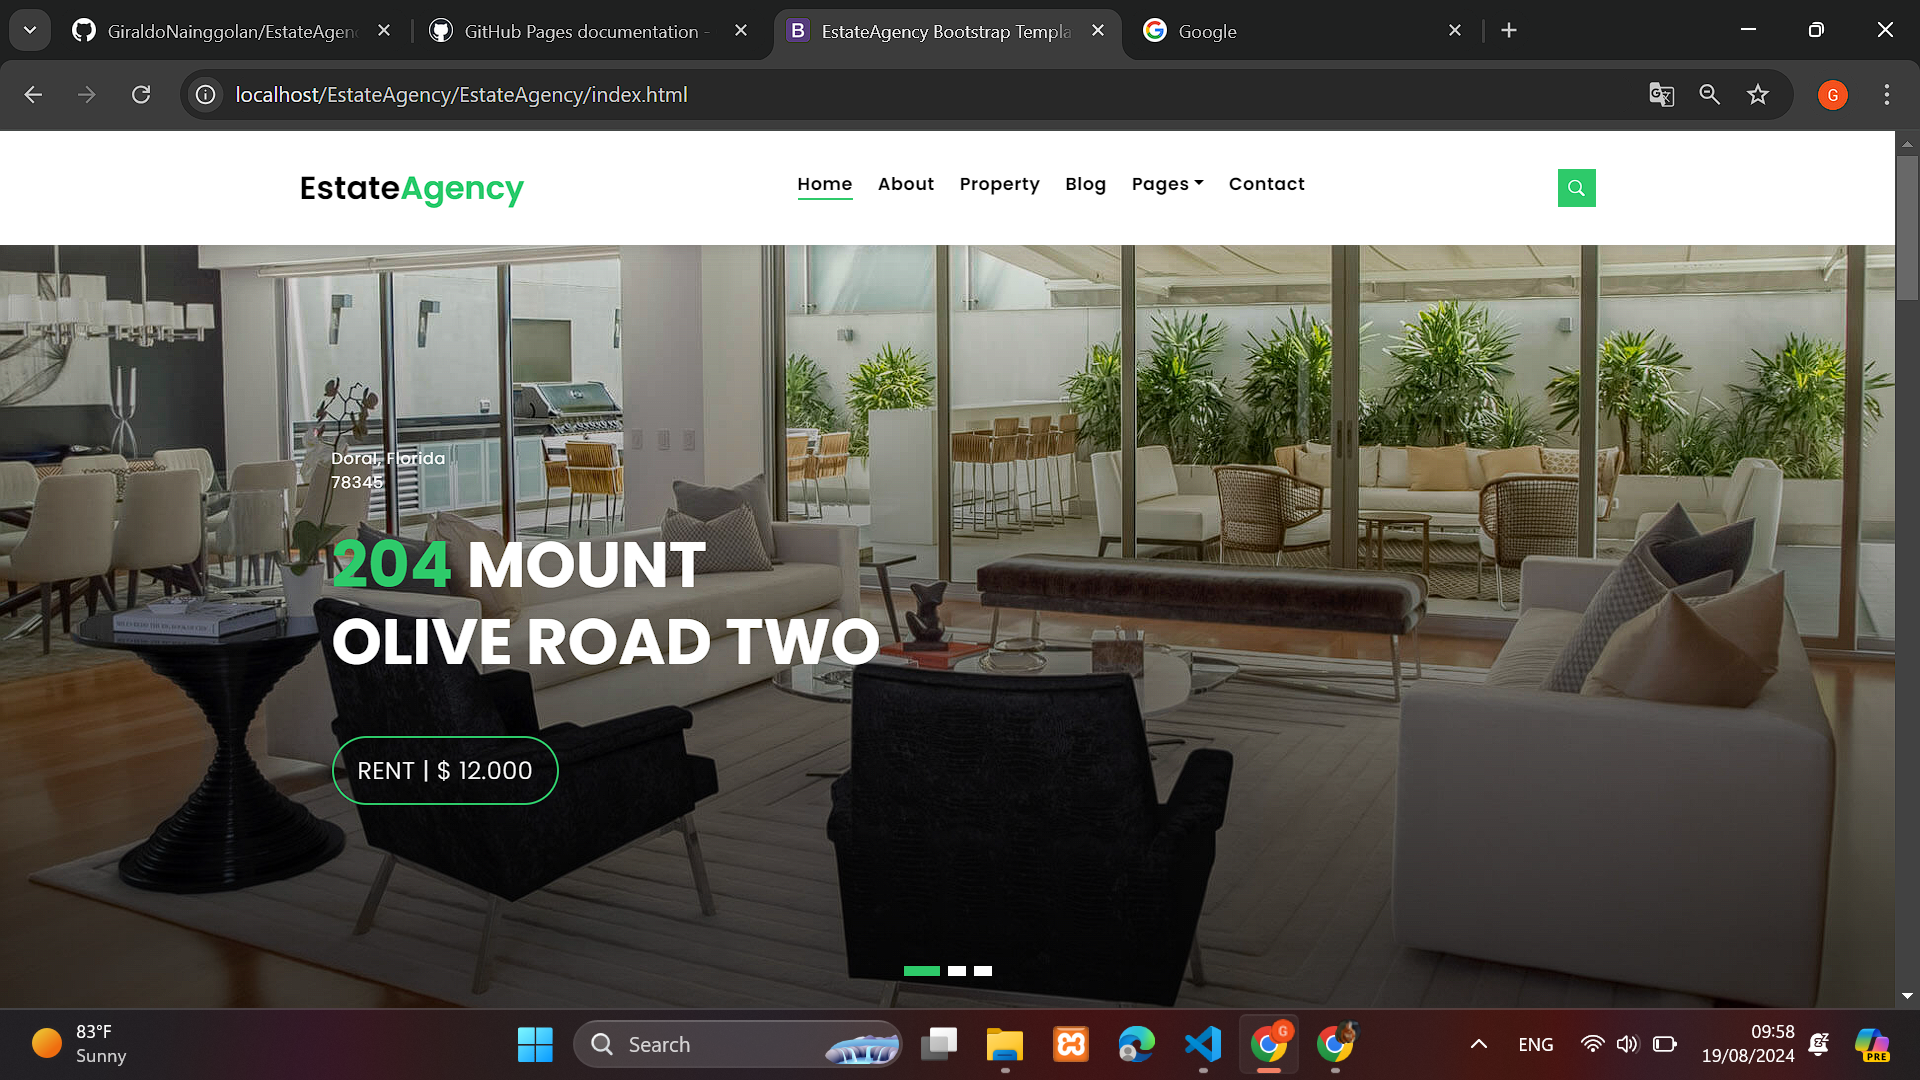 GiraldoNainggolan/EstateAgen
GitHub Pages documentation -
EstateAgency Bootstrap Templa
Google
localhost/EstateAgency/EstateAgency/index.html
G
EstateAgency
Home
About
Property
Blog
Pages
Contact
Doral, Florida
78345
204 MOUNT
OLIVE ROAD TWO
RENT | $ 12.000
83°F
Sunny
Search
G
ENG
09:58
19/08/2024
PRE